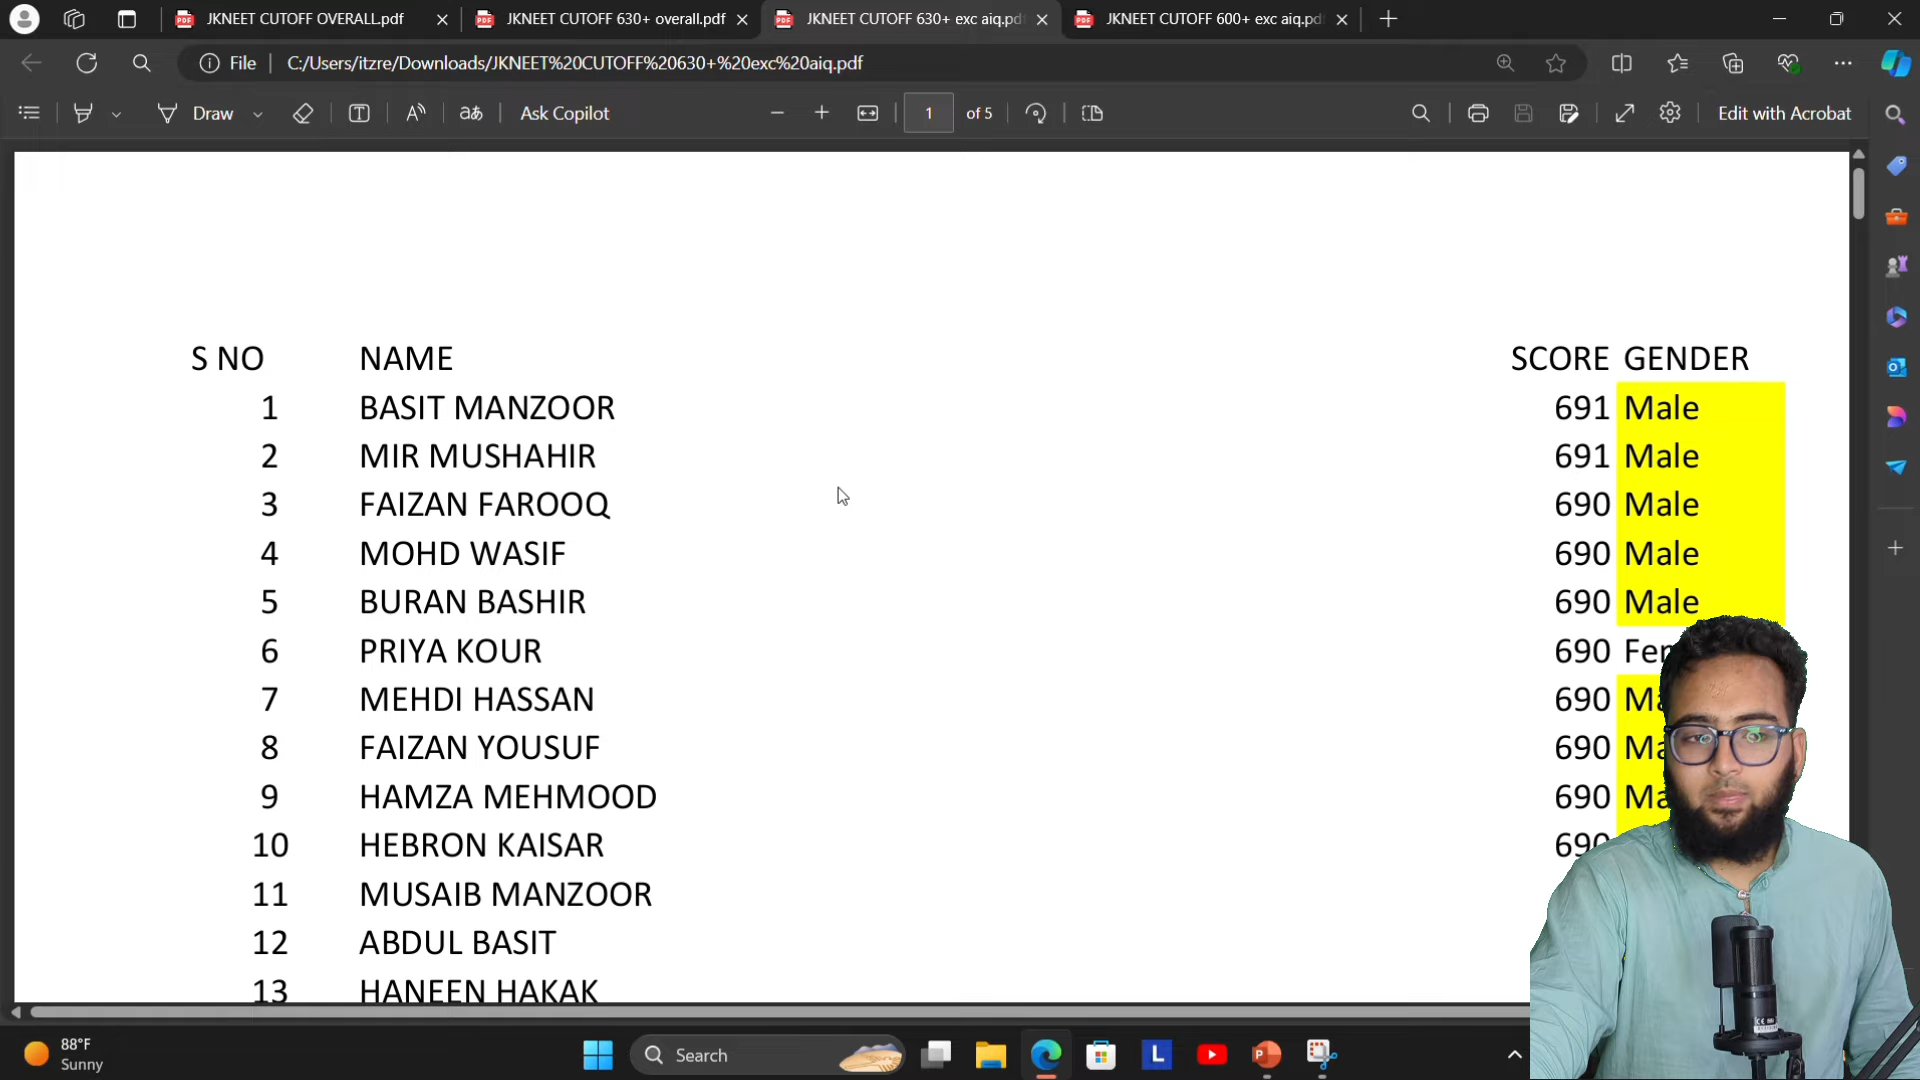 JKNEET CUTOFF OVERALL.pdf
JKNEET CUTOFF 630+ overall.pdf
JKNEET CUTOFF 630+ exc aiq.pd
JKNEET CUTOFF 600+ exc aiq.pd
File
C:/Users/itzre/Downloads/JKNEET%20CUTOFF%20630+%20exc%20aiq.pdf
Draw
Ask Copilot
1 of 5
Edit with Acrobat
S NO NAME SCORE GENDER
1 BASIT MANZOOR 691 Male
2 MIR MUSHAHIR 691 Male
3 FAIZAN FAROOQ 690 Male
4 MOHD WASIF 690 Male
5 BURAN BASHIR 690 Male
6 PRIYA KOUR 690
7 MEHDI HASSAN 690
8 FAIZAN YOUSUF 690
9 HAMZA MEHMOOD 690
10 HEBRON KAISAR 690
11 MUSAIB MANZOOR
12 ABDUL BASIT
13 HANEEN HAKAK
88°F
Sunny
Search